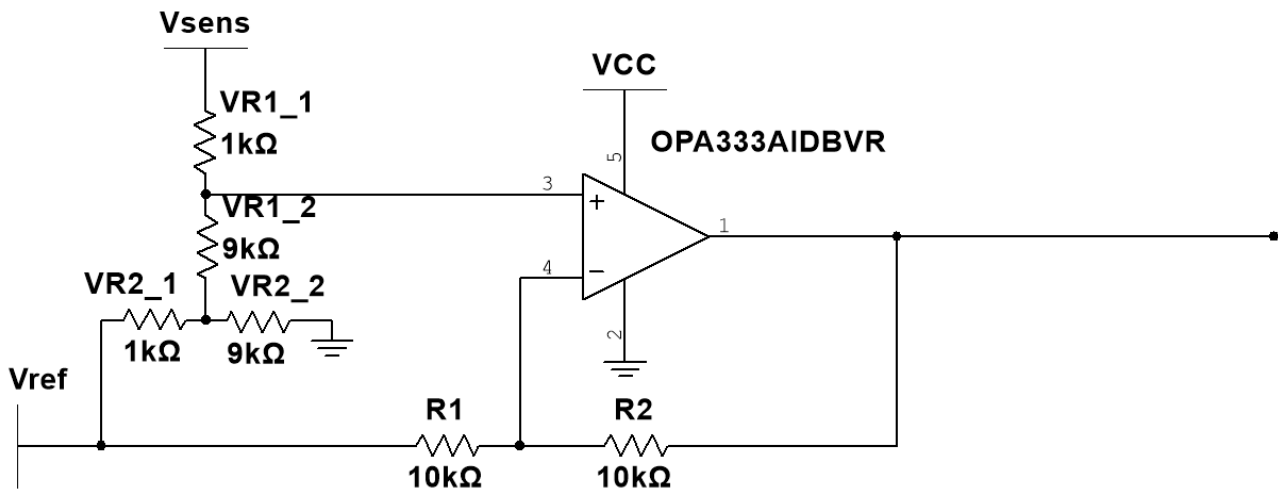 Vsens
VCC
VR1_1
1kΩ
OPA333AIDBVR
5
3
+
VR1_2
1
9kΩ
4
−
VR2_1
VR2_2
1kΩ
9kΩ
2
Vref
R1
R2
10kΩ
10kΩ